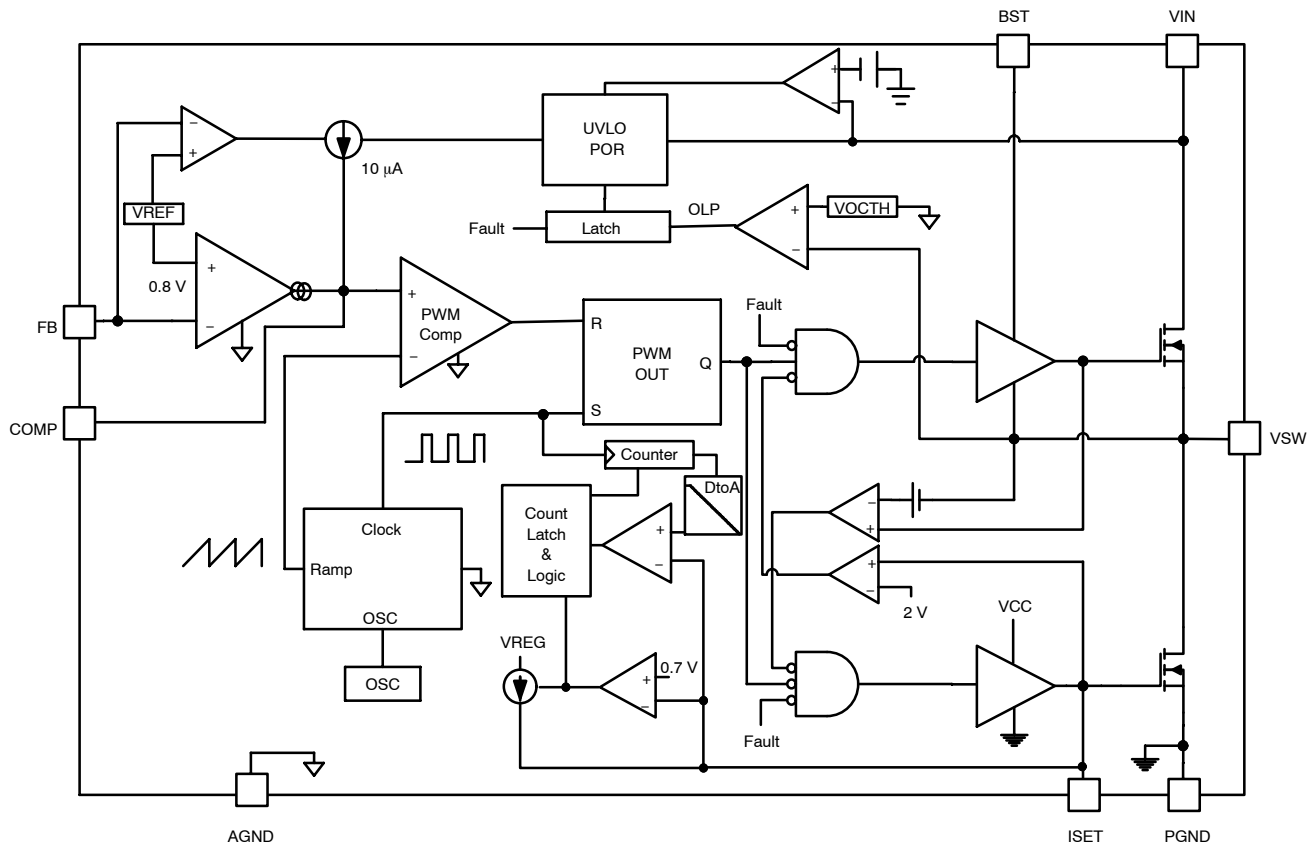 BST
VIN
UVLO
POR
10 μA
VREF
0.8 V
Fault
Latch
OLP
VOCTH
FB
PWM
Comp
R
PWM
OUT
Q
S
Fault
COMP
VSW
Counter
DtoA
Count
Latch
&
Logic
Clock
Ramp
OSC
OSC
2 V
VCC
VREG
0.7 V
Fault
AGND
ISET
PGND